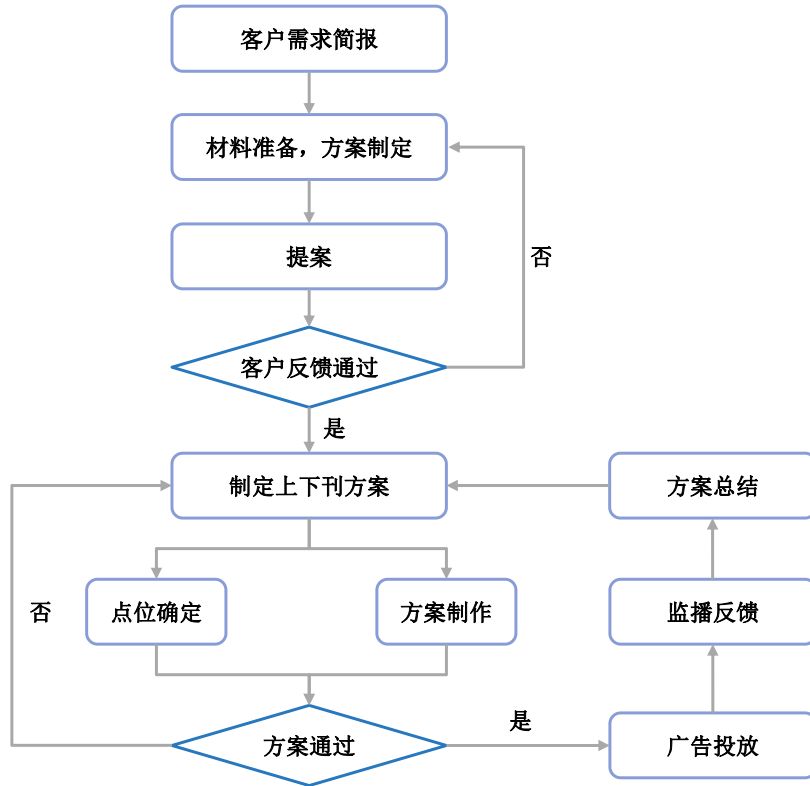 客户需求简报
材料准备，方案制定
提案
否
客户反馈通过
是
制定上下刊方案
方案总结
否
点位确定
方案制作
监播反馈
方案通过
是
广告投放